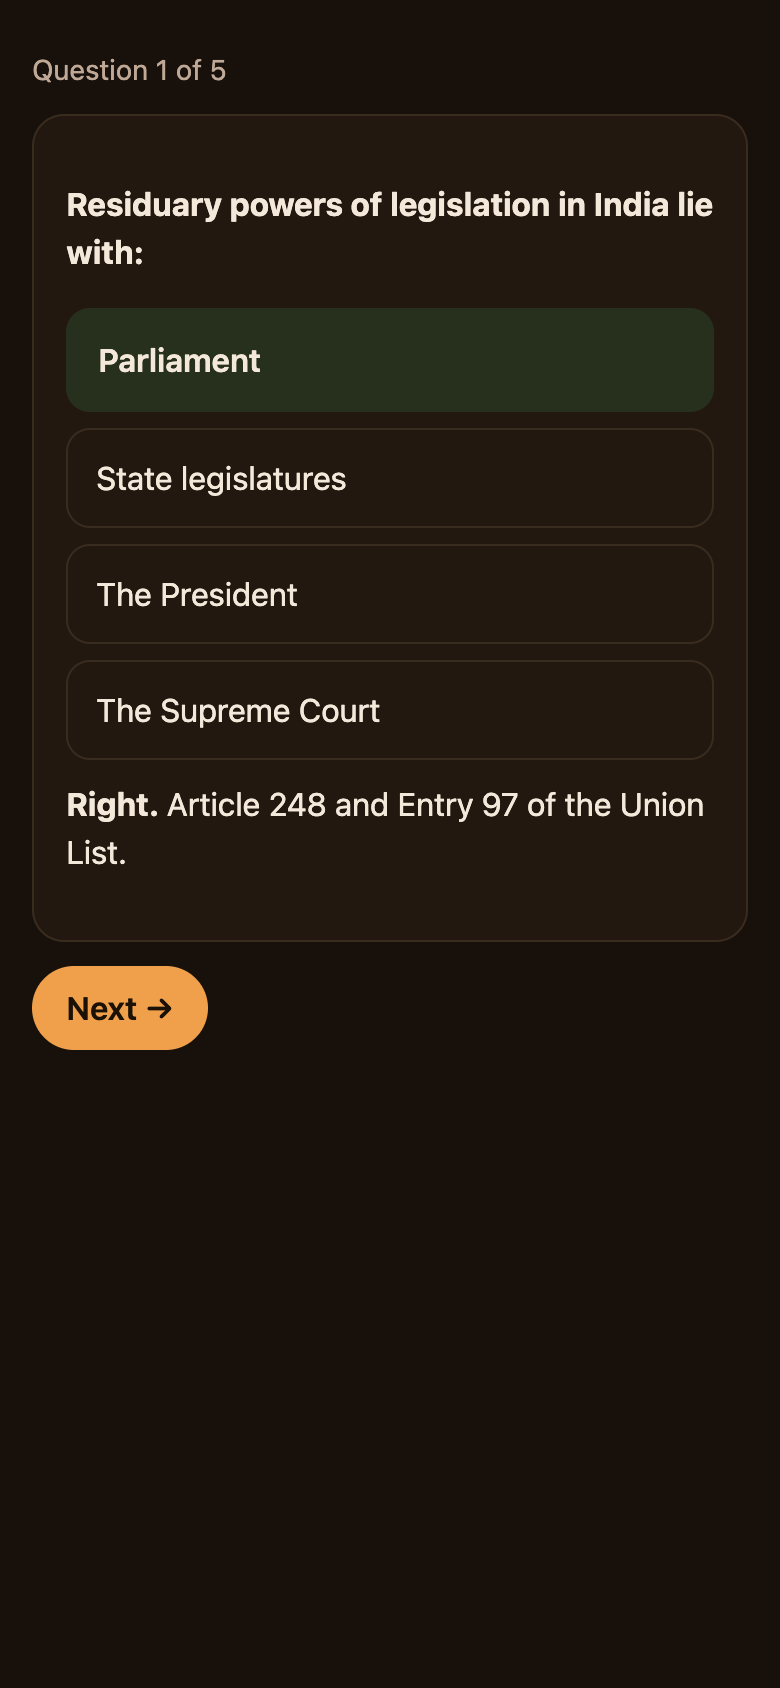 Question 1 of 5
Residuary powers of legislation in India lie
with:
Parliament
State legislatures
The President
The Supreme Court
Right. Article 248 and Entry 97 of the Union
List.
Next →